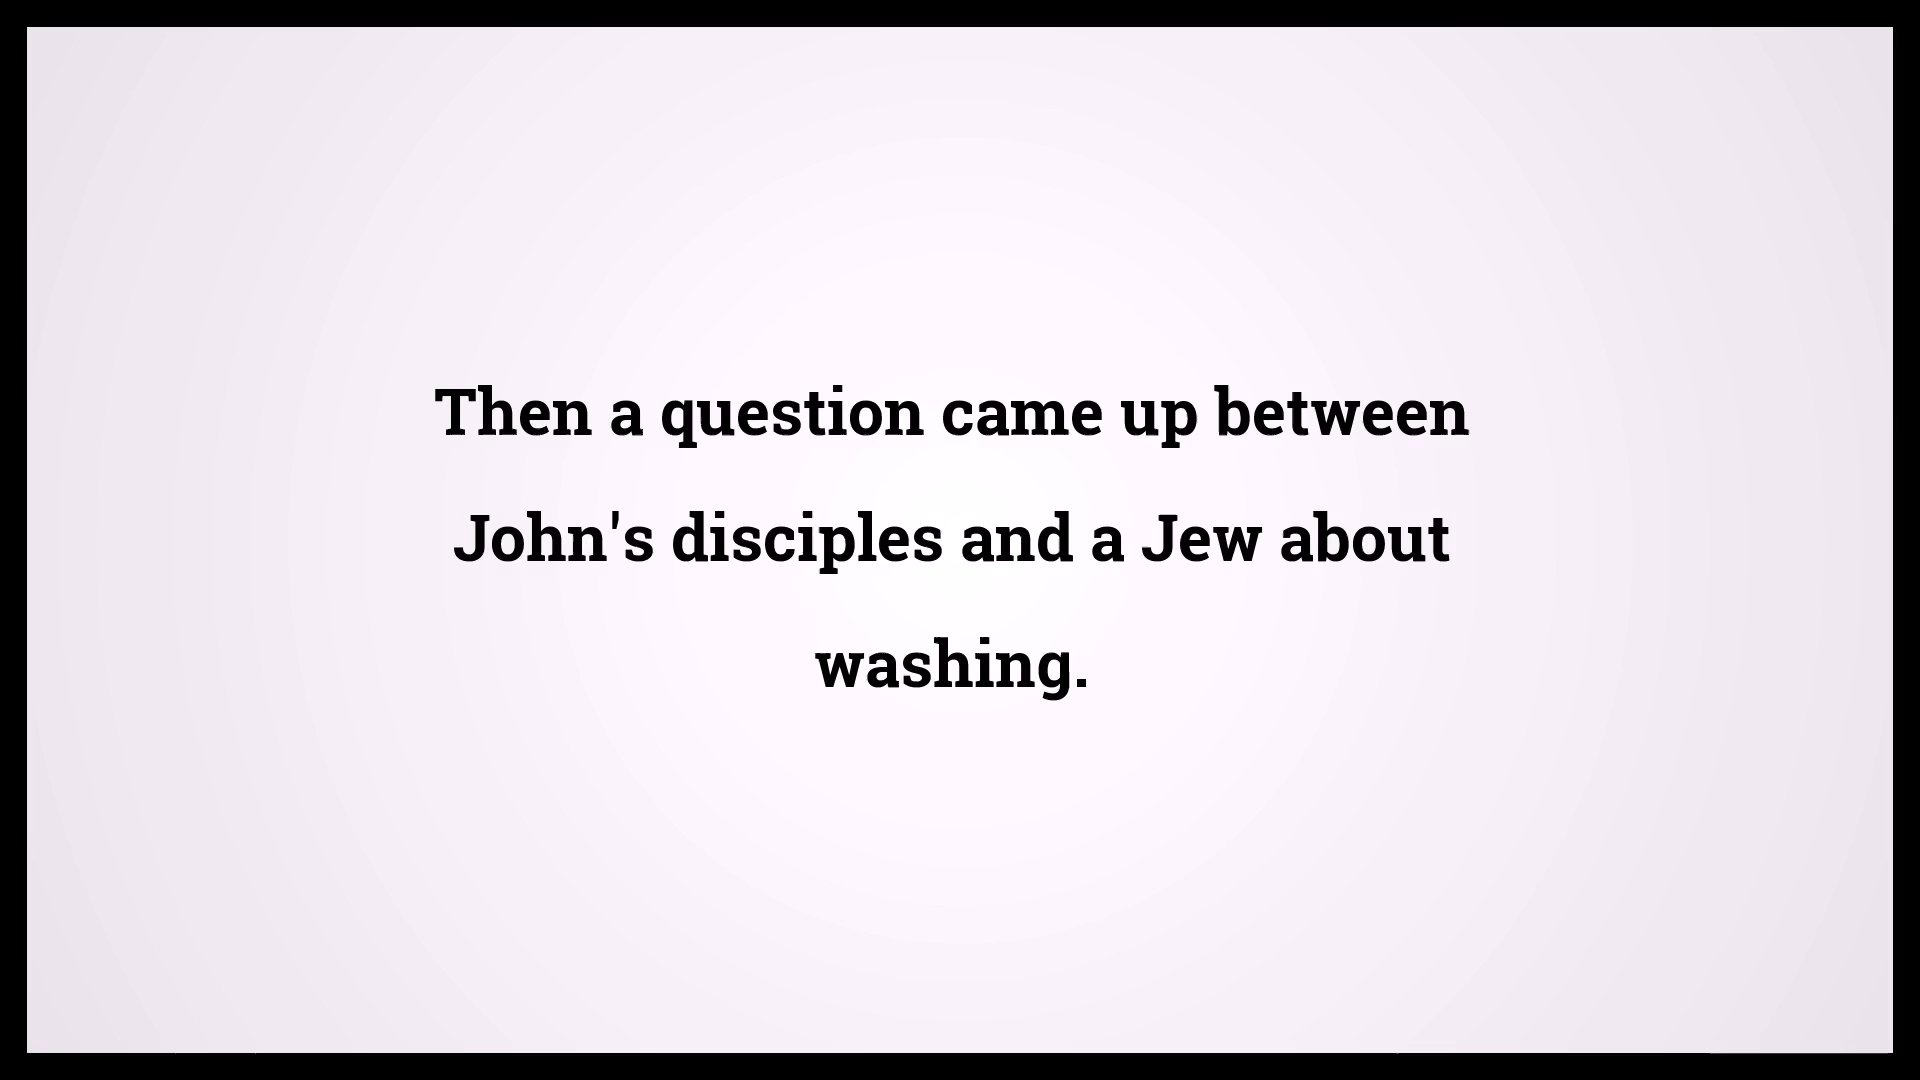 Then a question came up between
John's disciples and a Jew about
washing.